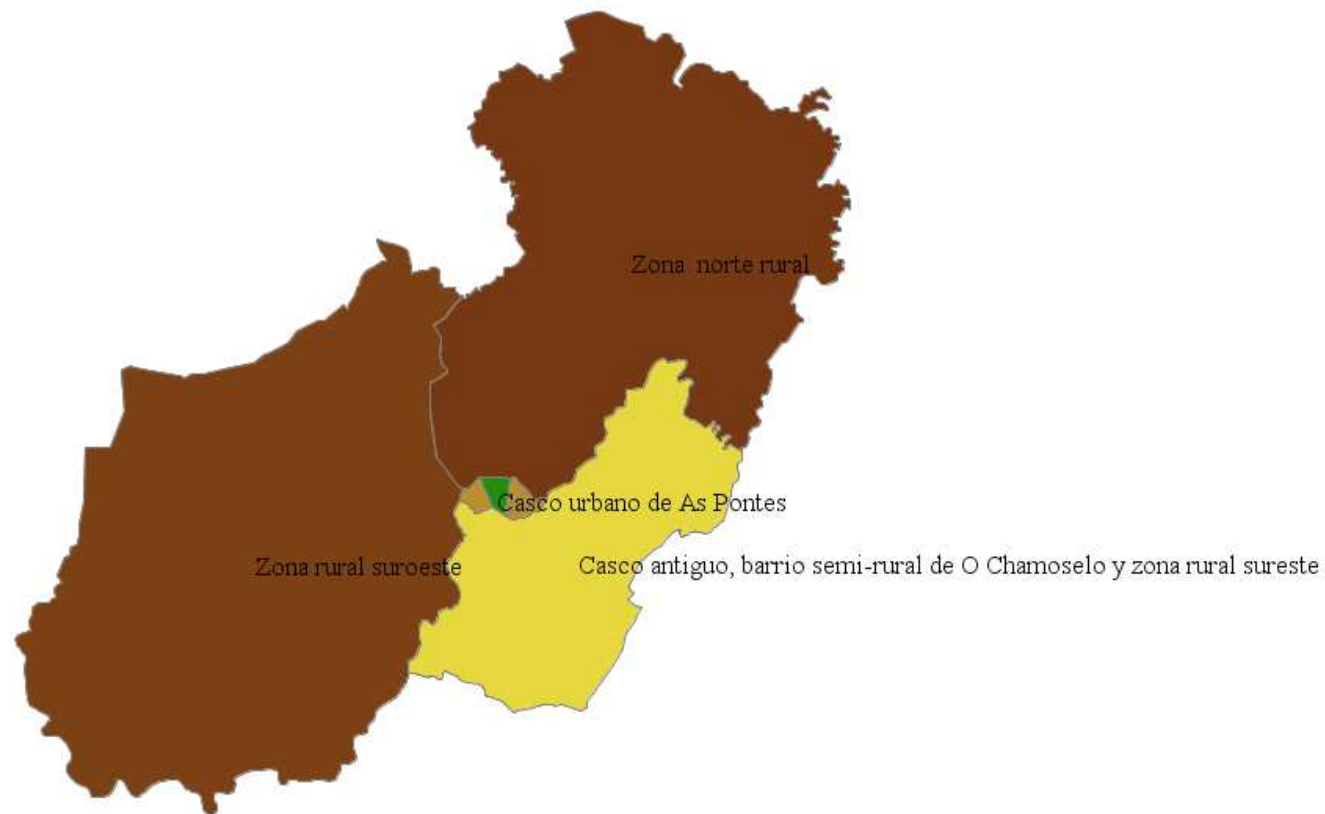 Zona  norte rural
Casco urbano de As Pontes
Zona rural suroeste
Casco antiguo, barrio semi-rural de O Chamoselo y zona rural sureste